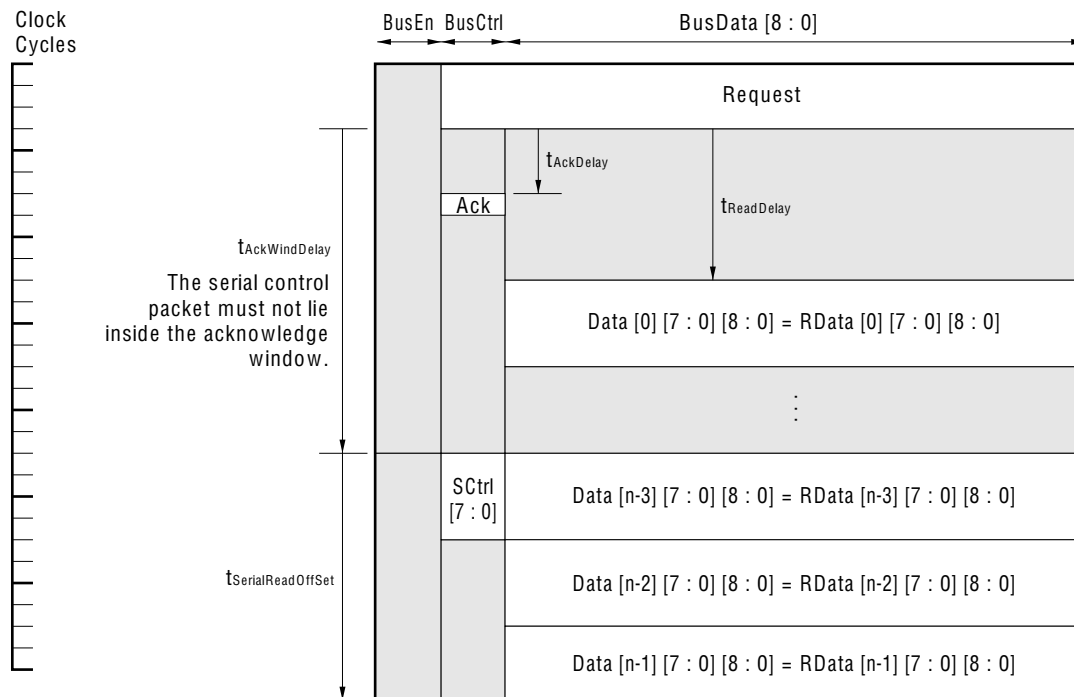 Clock
Cycles
BusEn BusCtrl BusData [8 : 0]
Request
tAckDelay
Ack
tReadDelay
tAckWindDelay
The serial control
packet must not lie
inside the acknowledge
window.
Data [0] [7 : 0] [8 : 0] = RData [0] [7 : 0] [8 : 0]
⋮
SCtrl
[7 : 0]
Data [n-3] [7 : 0] [8 : 0] = RData [n-3] [7 : 0] [8 : 0]
tSerialReadOffSet
Data [n-2] [7 : 0] [8 : 0] = RData [n-2] [7 : 0] [8 : 0]
Data [n-1] [7 : 0] [8 : 0] = RData [n-1] [7 : 0] [8 : 0]